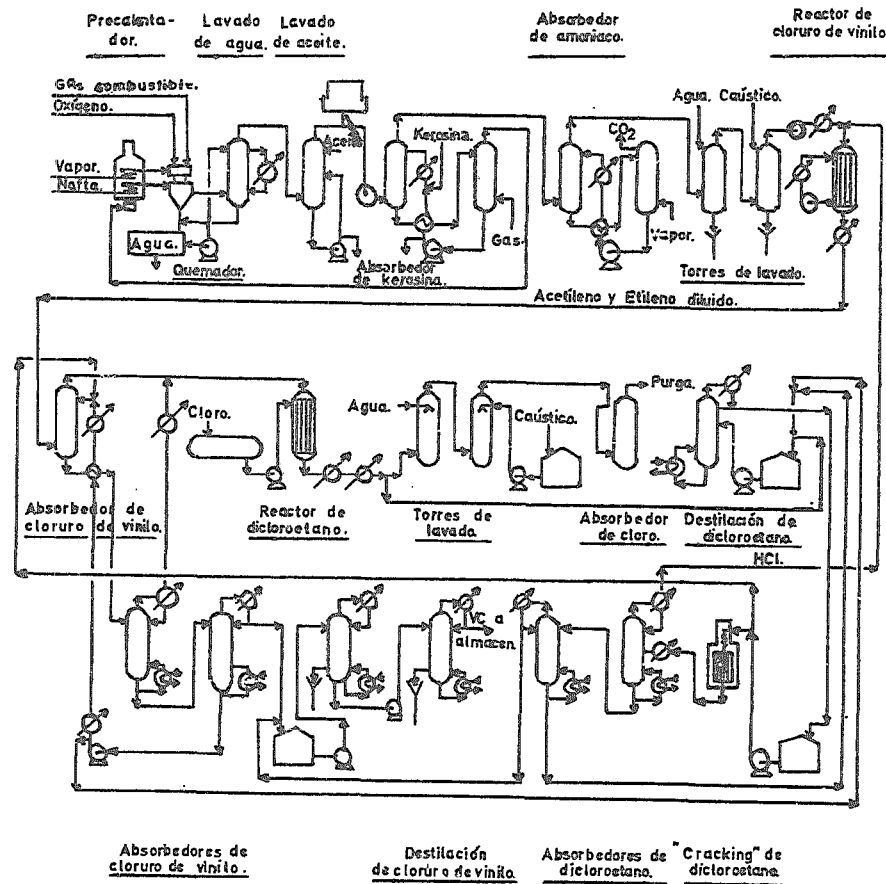 Precalenta-
dor.
Lavado
de agua.
Lavado
de aceite.
Absorbedor
de amoniaco.
Reactor de
cloruro de vinilo
Gas combustible.
Oxígeno.
Vapor.
Nafta.
Aceite
Kerosina.
CO2
Agua. Caústico.
Agua.
Quemador.
Absorbedor
de kerosina.
Gas.
Vapor.
Torres de lavado.
Acetileno y Etileno diluido.
Cloro.
Agua.
Caústico.
Purga.
Absorbedor de
cloruro de vinilo.
Reactor de
dicloroetano.
Torres de
lavado.
Absorbedor
de cloro.
Destilación de
dicloroetano
HCl.
VC a
almacen.
Absorbedores de
cloruro de vinilo.
Destilación
de cloruro de vinilo.
Absorbedores de
dicloroetano.
"Cracking" de
dicloroetano